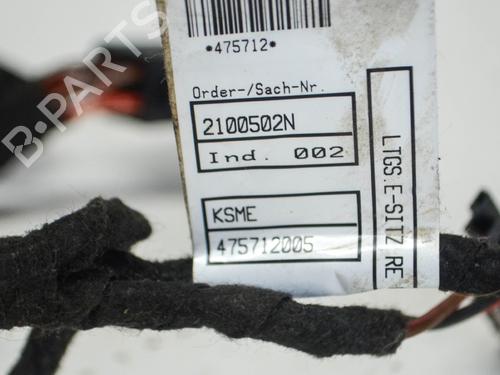 *475712*
Order-/Sach-Nr.
2100502N
Ind. 002
KSME
475712005
LTGS.E-SITZ RE
B-PARTS